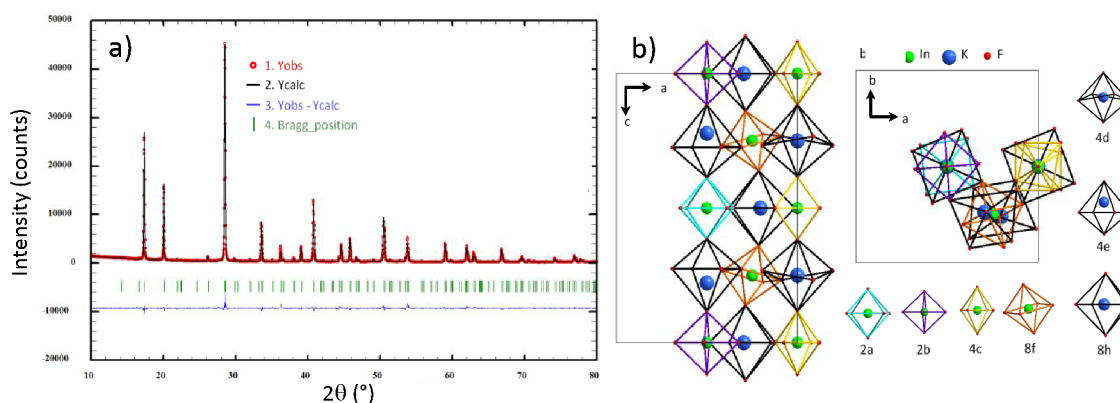 a)
50000
40000
30000
20000
10000
0
-10000
-20000
Intensity (counts)
1. Yobs
2. Ycalc
3. Yobs - Ycalc
4. Bragg_position
10 20 30 40 50 60 70 80
2θ (°)
b)
a
c
b In K F
b
a
4d
4e
2a 2b 4c 8f 8h